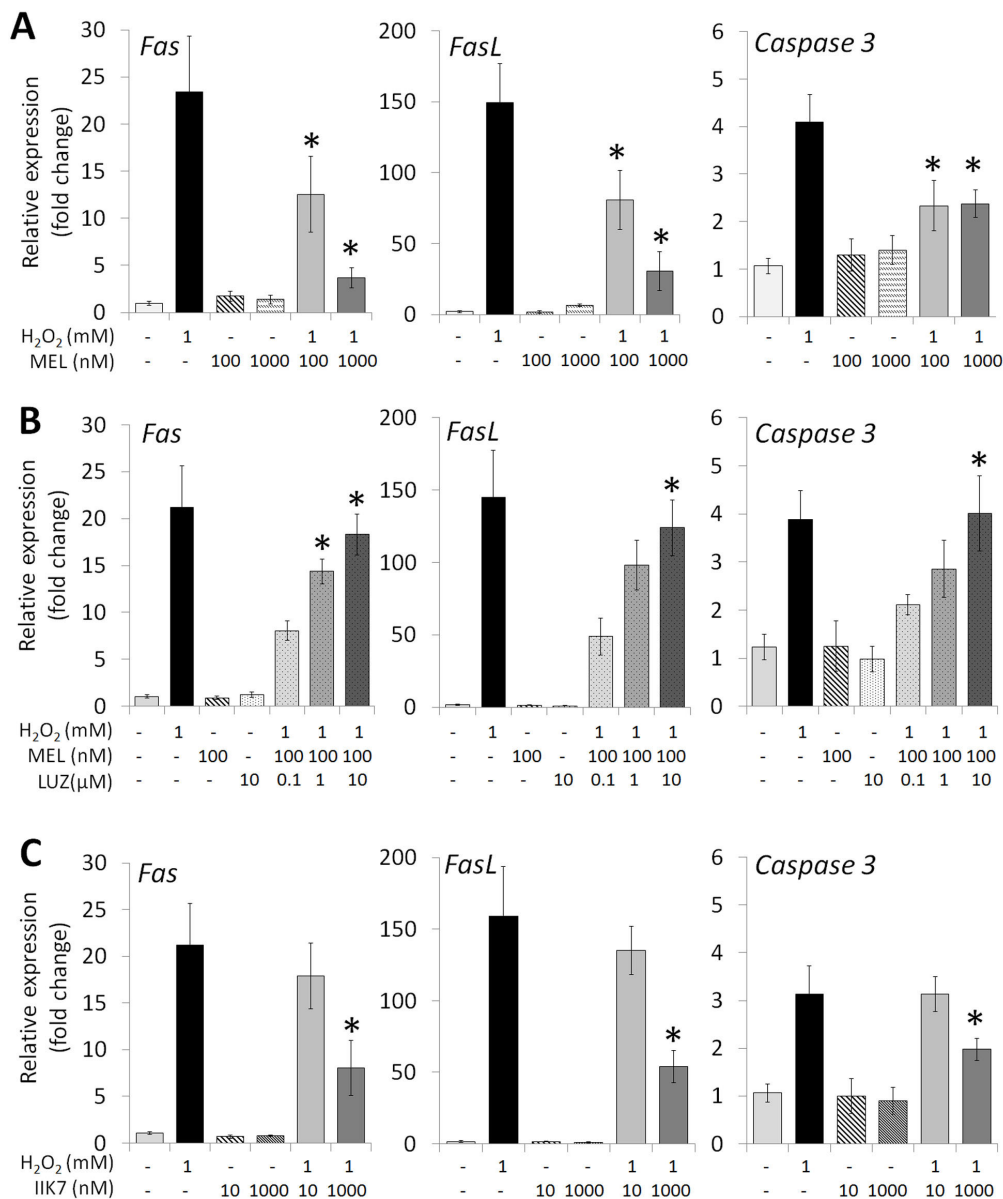 A
Fas
FasL
Caspase 3
Relative expression
(fold change)
30
25
20
15
10
5
0
200
150
100
50
0
6
5
4
3
2
1
0
*
*
*
*
*
*
H₂O₂ (mM) - 1 - - 1 1 - 1 - - 1 1 - 1 - - 1 1
MEL (nM) - - 100 1000 100 1000 - - 100 1000 100 1000 - - 100 1000 100 1000
B
Fas
FasL
Caspase 3
Relative expression
(fold change)
30
25
20
15
10
5
0
200
150
100
50
0
6
5
4
3
2
1
0
*
*
*
*
H₂O₂ (mM) - 1 - - 1 1 1 - 1 - - 1 1 1 - 1 - - 1 1 1
MEL (nM) - - 100 - 100 100 100 - - 100 - 100 100 100 - - 100 - 100 100 100
LUZ(µM) - - - 10 0.1 1 10 - - - 10 0.1 1 10 - - - 10 0.1 1 10
C
Fas
FasL
Caspase 3
Relative expression
(fold change)
30
25
20
15
10
5
0
200
150
100
50
0
6
5
4
3
2
1
0
*
*
*
H₂O₂ (mM) - 1 - - 1 1 - 1 - - 1 1 - 1 - - 1 1
IIK7 (nM) - - 10 1000 10 1000 - - 10 1000 10 1000 - - 10 1000 10 1000